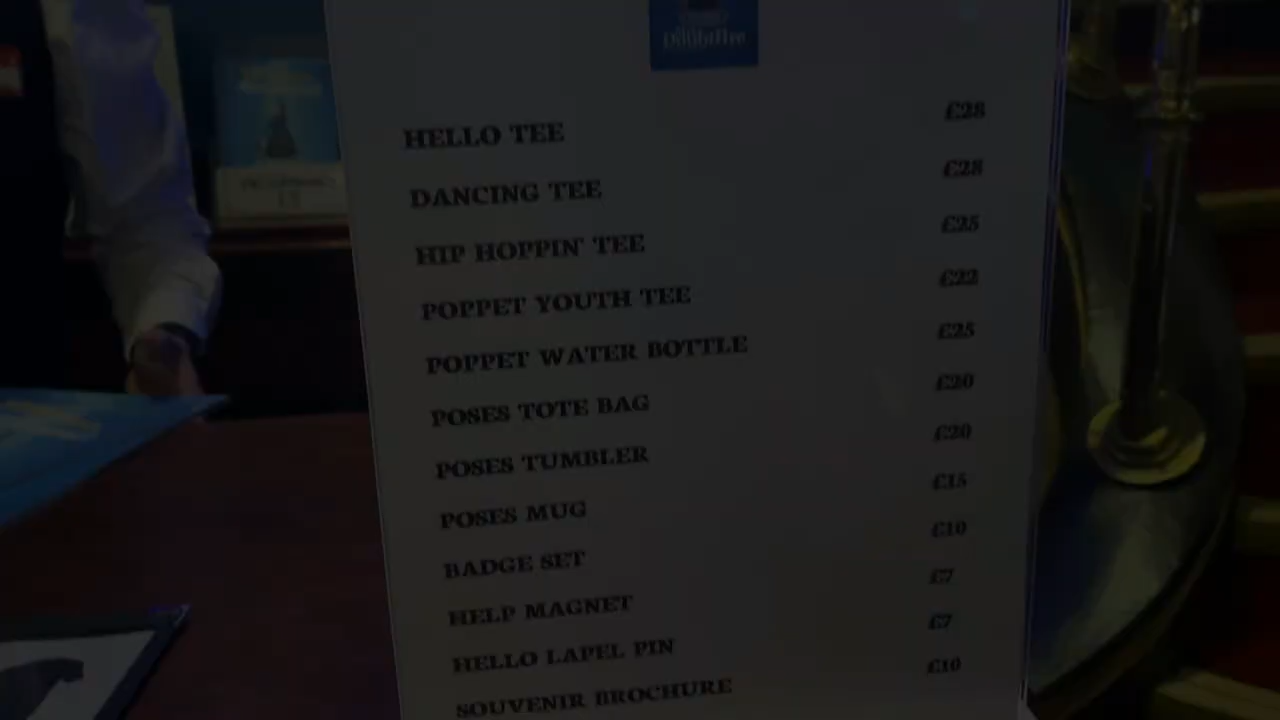 Doubtfire
HELLO TEE £28
DANCING TEE £28
HIP HOPPIN' TEE £25
POPPET YOUTH TEE £22
POPPET WATER BOTTLE £25
POSES TOTE BAG £20
POSES TUMBLER £20
POSES MUG £15
BADGE SET £10
HELP MAGNET £7
HELLO LAPEL PIN £7
SOUVENIR BROCHURE £10